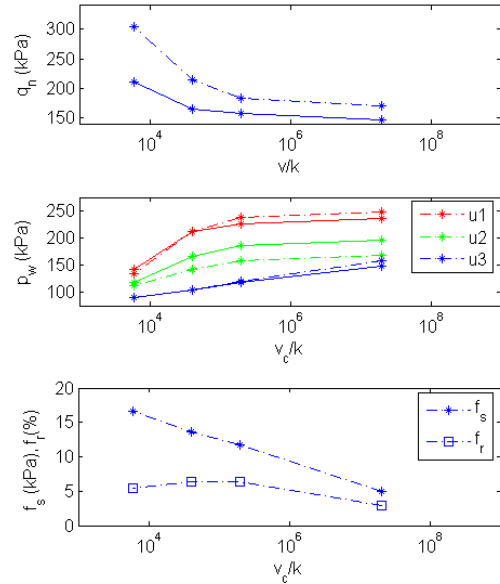 q_n (kPa)
300
250
200
150
10^4
10^6
10^8
v/k
p_w (kPa)
250
200
150
100
u1
u2
u3
10^4
10^6
10^8
v_c/k
f_s (kPa), f_r(%)
20
15
10
5
0
f_s
f_r
10^4
10^6
10^8
v_c/k